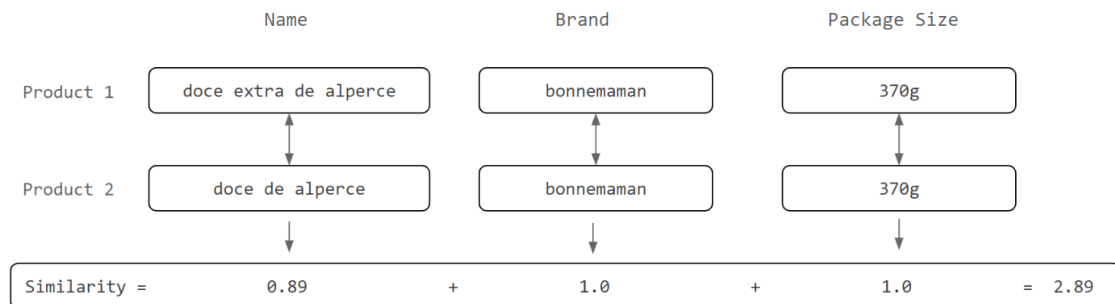 Name Brand Package Size
Product 1 doce extra de alperce bonnemaman 370g
Product 2 doce de alperce bonnemaman 370g
Similarity = 0.89 + 1.0 + 1.0 = 2.89